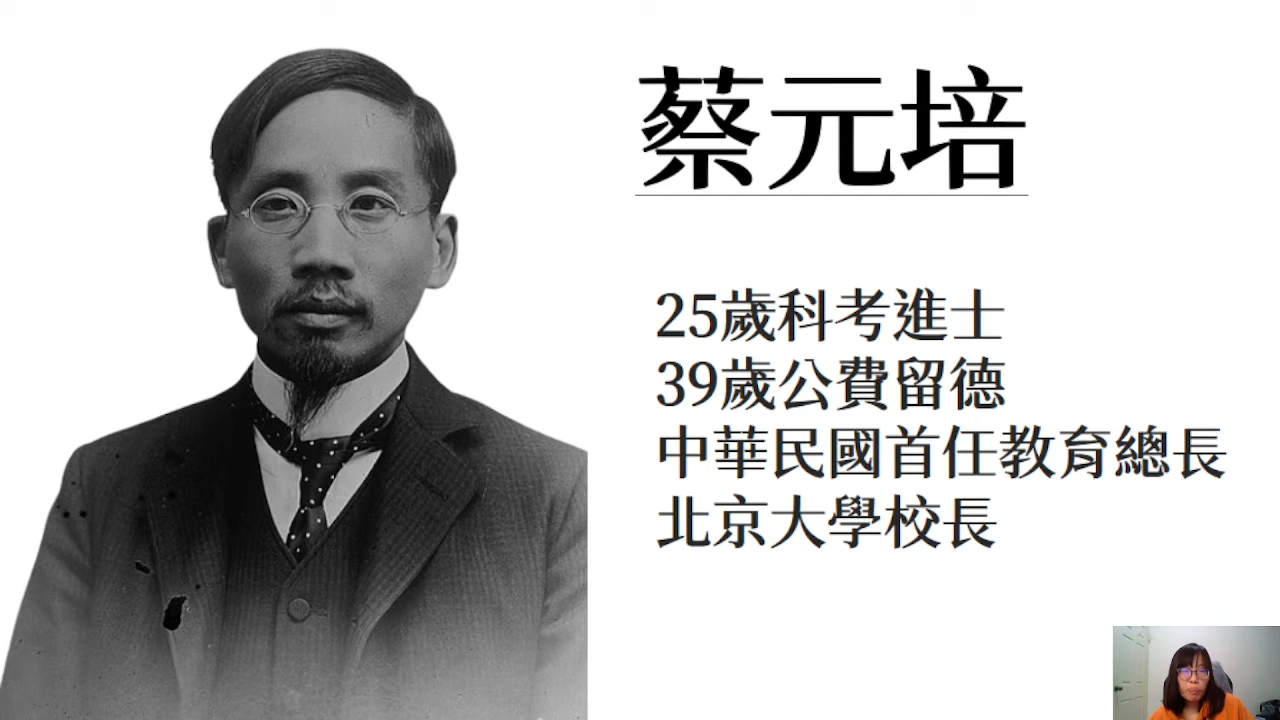 蔡元培
25歲科考進士
39歲公費留德
中華民國首任教育總長
北京大學校長